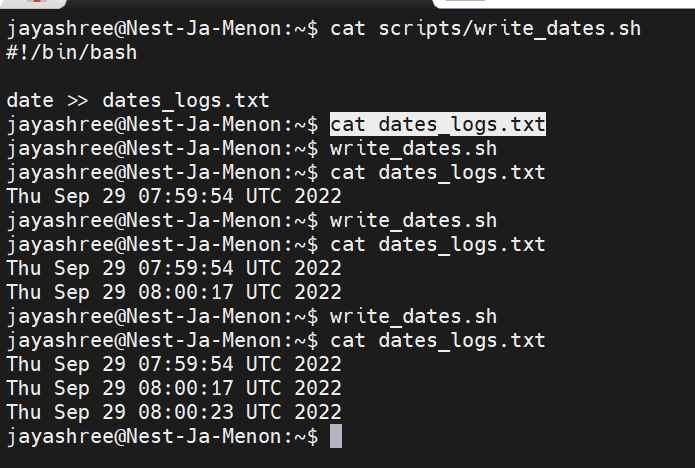 jayashree@Nest-Ja-Menon:~$ cat scripts/write_dates.sh
#!/bin/bash
date >> dates_logs.txt
jayashree@Nest-Ja-Menon:~$ cat dates_logs.txt
jayashree@Nest-Ja-Menon:~$ write_dates.sh
jayashree@Nest-Ja-Menon:~$ cat dates_logs.txt
Thu Sep 29 07:59:54 UTC 2022
jayashree@Nest-Ja-Menon:~$ write_dates.sh
jayashree@Nest-Ja-Menon:~$ cat dates_logs.txt
Thu Sep 29 07:59:54 UTC 2022
Thu Sep 29 08:00:17 UTC 2022
jayashree@Nest-Ja-Menon:~$ write_dates.sh
jayashree@Nest-Ja-Menon:~$ cat dates_logs.txt
Thu Sep 29 07:59:54 UTC 2022
Thu Sep 29 08:00:17 UTC 2022
Thu Sep 29 08:00:23 UTC 2022
jayashree@Nest-Ja-Menon:~$